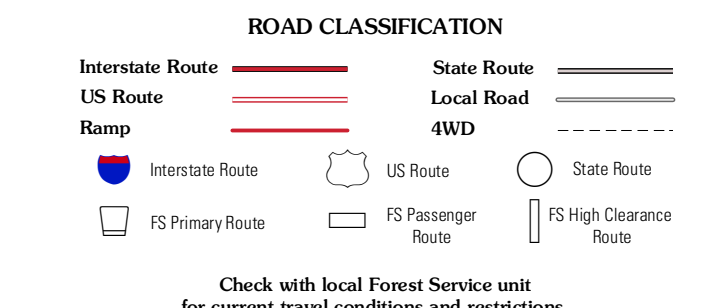 ROAD CLASSIFICATION
Interstate Route
State Route
US Route
Local Road
Ramp
4WD
Interstate Route
US Route
State Route
FS Primary Route
FS Passenger
Route
FS High Clearance
Route
Check with local Forest Service unit
for current travel conditions and restrictions